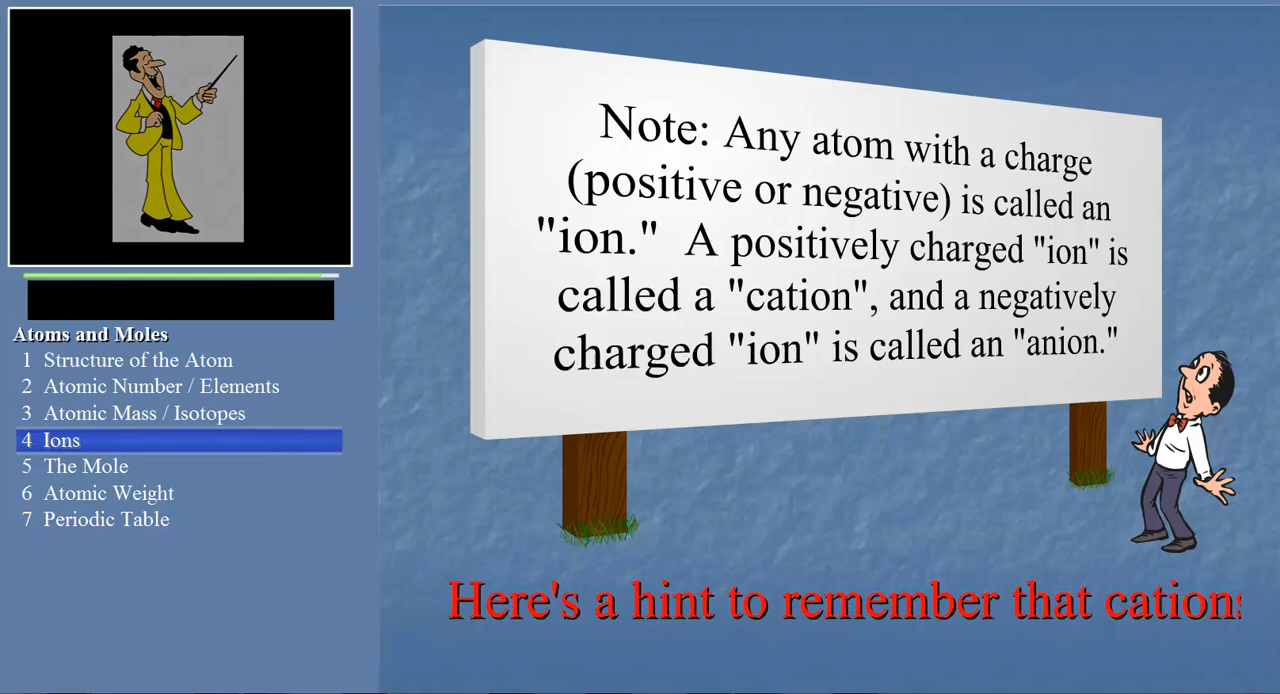 Atoms and Moles
1 Structure of the Atom
2 Atomic Number / Elements
3 Atomic Mass / Isotopes
4 Ions
5 The Mole
6 Atomic Weight
7 Periodic Table
Note: Any atom with a charge
(positive or negative) is called an
"ion." A positively charged "ion" is
called a "cation", and a negatively
charged "ion" is called an "anion."
Here's a hint to remember that cations